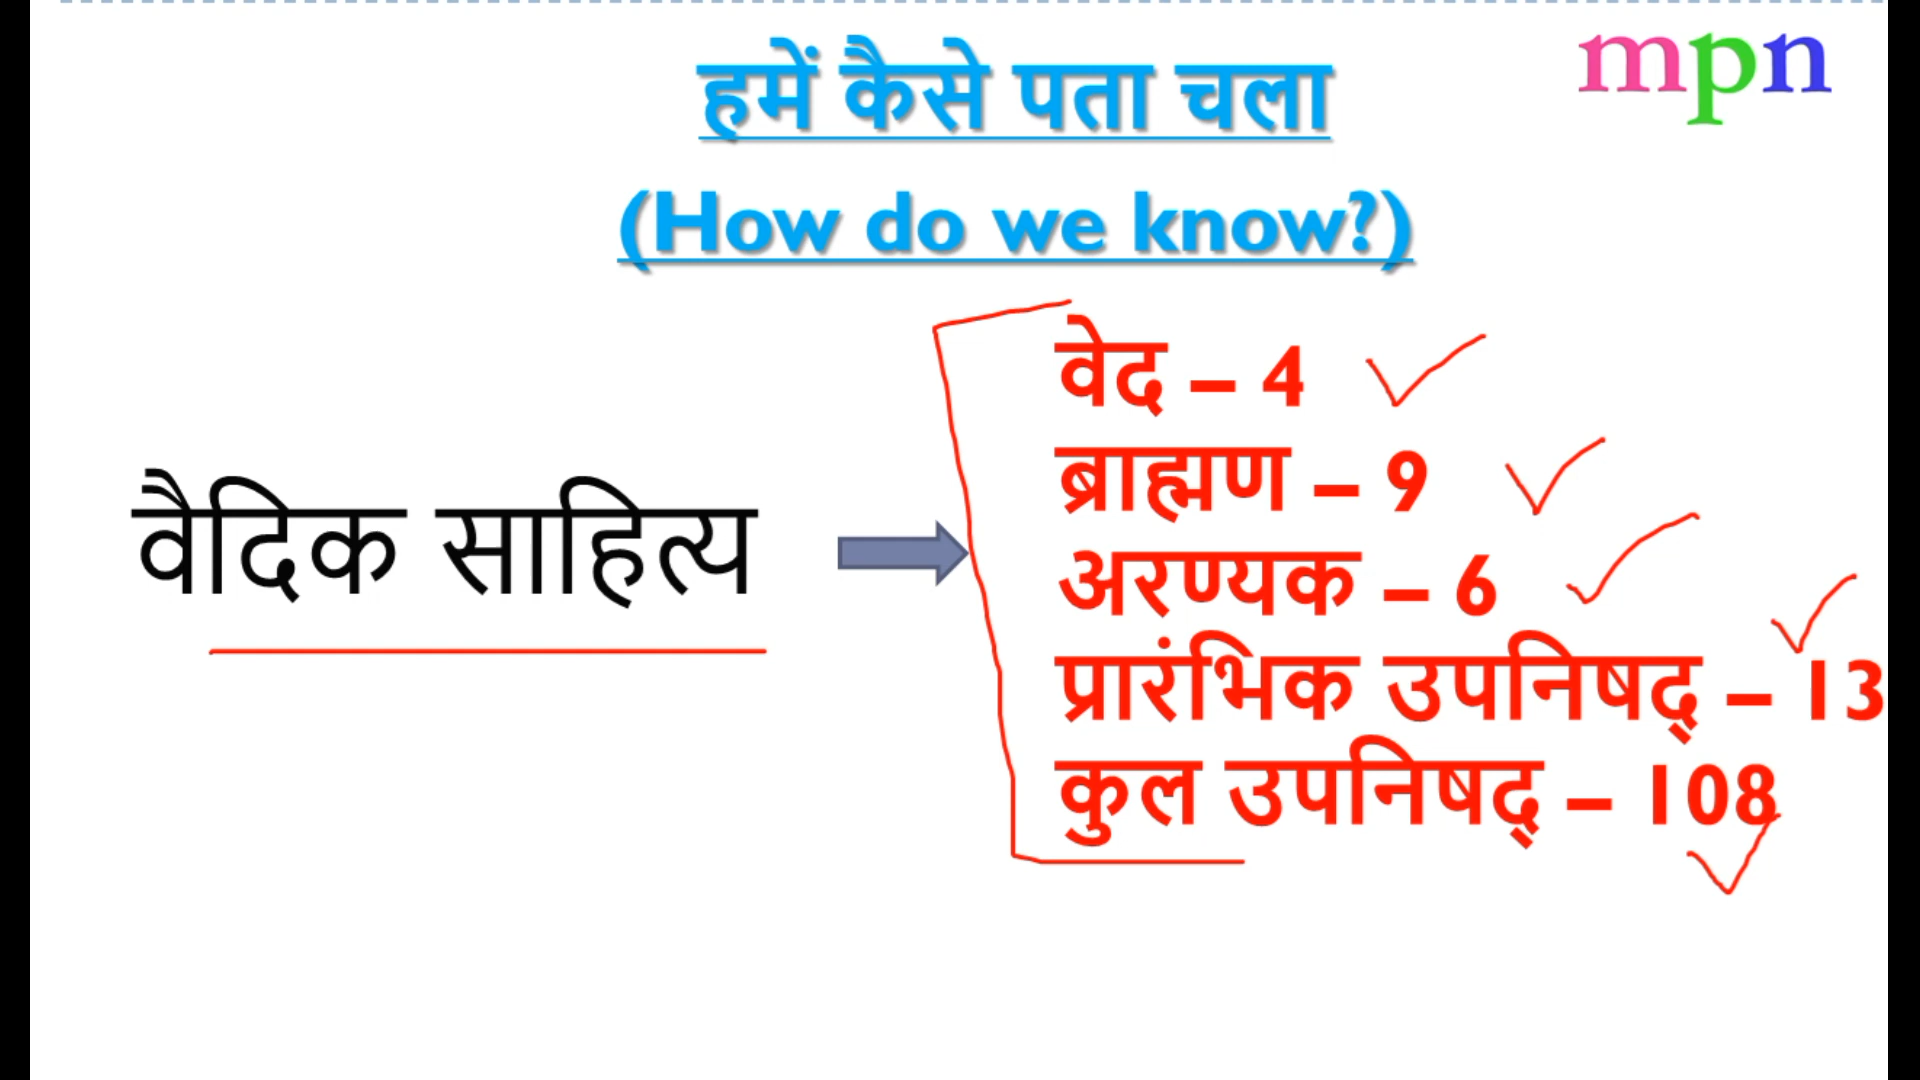 mpn
हमें कैसे पता चला
(How do we know?)
वैदिक साहित्य
वेद – 4
ब्राह्मण – 9
अरण्यक – 6
प्रारंभिक उपनिषद् – 13
कुल उपनिषद् – 108